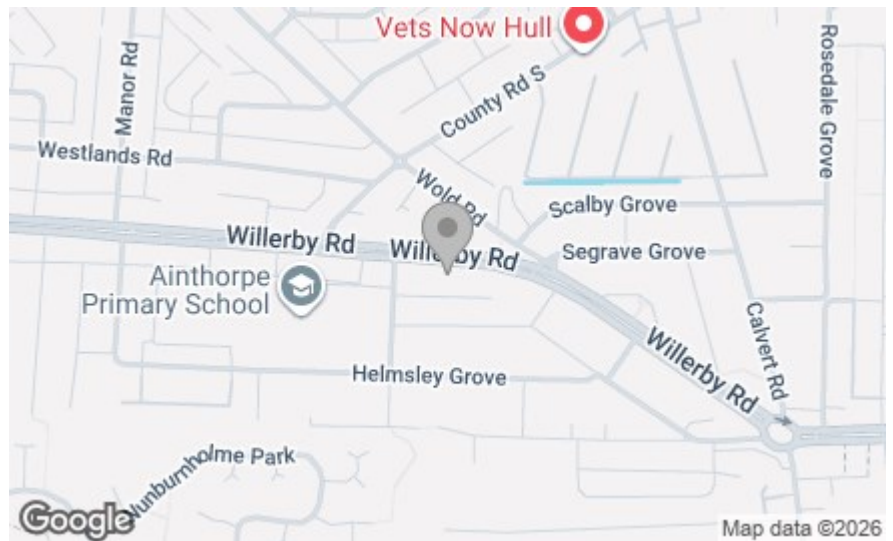 Vets Now Hull
County Rd S
Manor Rd
Rosedale Grove
Westlands Rd
Wold Rd
Scalby Grove
Willerby Rd
Willerby Rd
Segrave Grove
Ainthorpe
Primary School
Willerby Rd
Calvert Rd
Helmsley Grove
Nunburnholme Park
Google
Map data ©2026